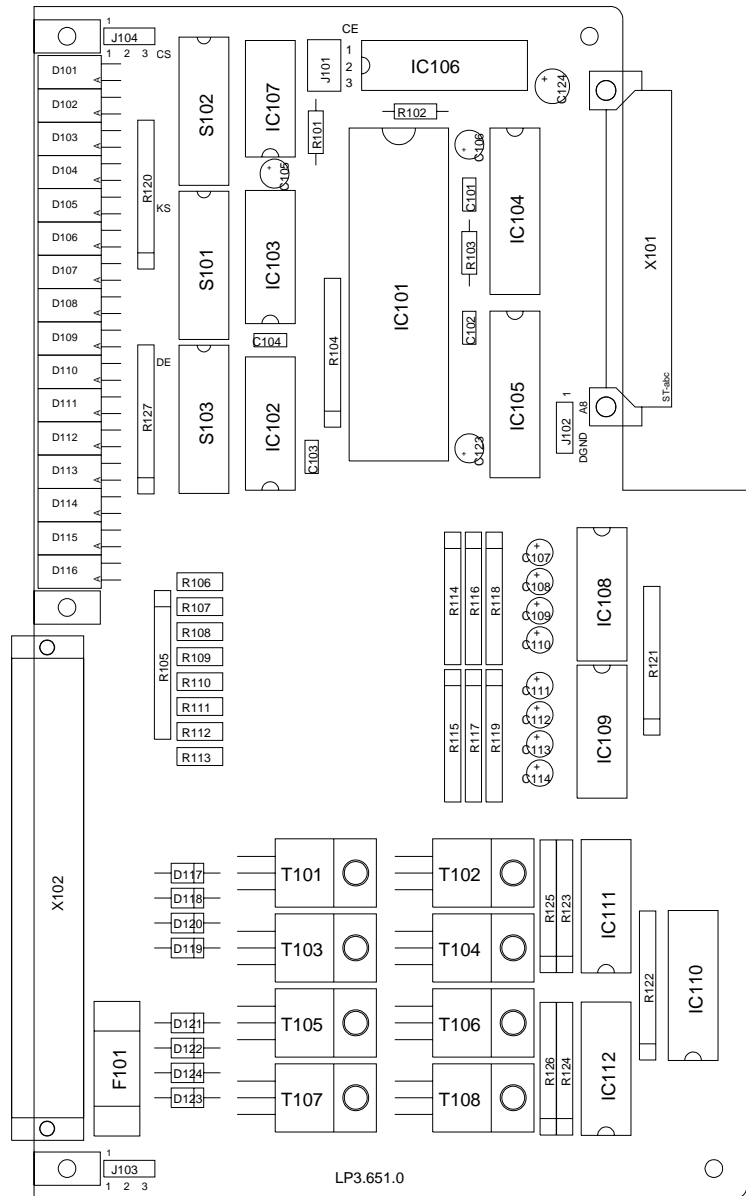 1
J104
1 2 3 CS
CE
J101
1
2
3
IC106
C124
D101
A
D102
A
D103
A
D104
A
D105
A
D106
A
D107
A
D108
A
D109
A
D110
A
D111
A
D112
A
D113
A
D114
A
D115
A
D116
A
R120
KS
DE
R127
S102
S101
S103
IC107
C105
IC103
C104
IC102
C103
R101
R102
R104
IC101
C106
C101
R103
C102
C123
IC104
IC105
J102
1
A8
DGND
X101
ST-abc
R105
R106
R107
R108
R109
R110
R111
R112
R113
R114
R116
R118
R115
R117
R119
C107
C108
C109
C110
C111
C112
C113
C114
IC108
IC109
R121
X102
D117
D118
D120
D119
D121
D122
D124
D123
F101
T101
T102
T103
T104
T105
T106
T107
T108
R125
R123
R126
R124
IC111
IC112
R122
IC110
1
J103
1 2 3
LP3.651.0